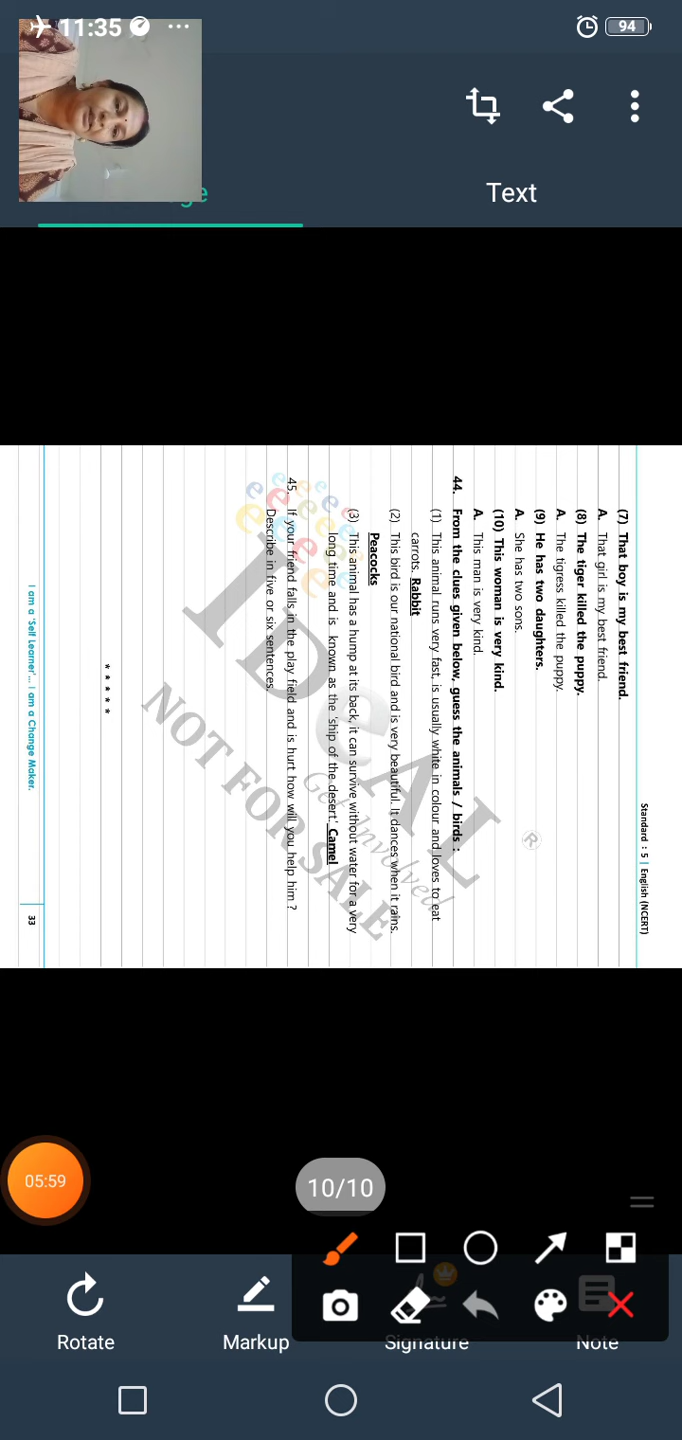 11:35
94
Text
Standard : 5 | English (NCERT)
(7) That boy is my best friend.
A. That girl is my best friend.
(8) The tiger killed the puppy.
A. The tigress killed the puppy.
(9) He has two daughters.
A. She has two sons.
(10) This woman is very kind.
A. This man is very kind.
44. From the clues given below, guess the animals / birds :
(1) This animal runs very fast, is usually white in colour and loves to eat
carrots. Rabbit
(2) This bird is our national bird and is very beautiful. It dances when it rains.
Peacocks
(3) This animal has a hump at its back, it can survive without water for a very
long time and is known as the 'ship of the desert.' Camel
45. If your friend falls in the play field and is hurt how will you help him ?
Describe in five or six sentences.
*****
I am a 'Self Learner'... I am a Change Maker.
33
IDeAL
®
Get Involved
NOT FOR SALE
05:59
10/10
Rotate
Markup
Signature
Note